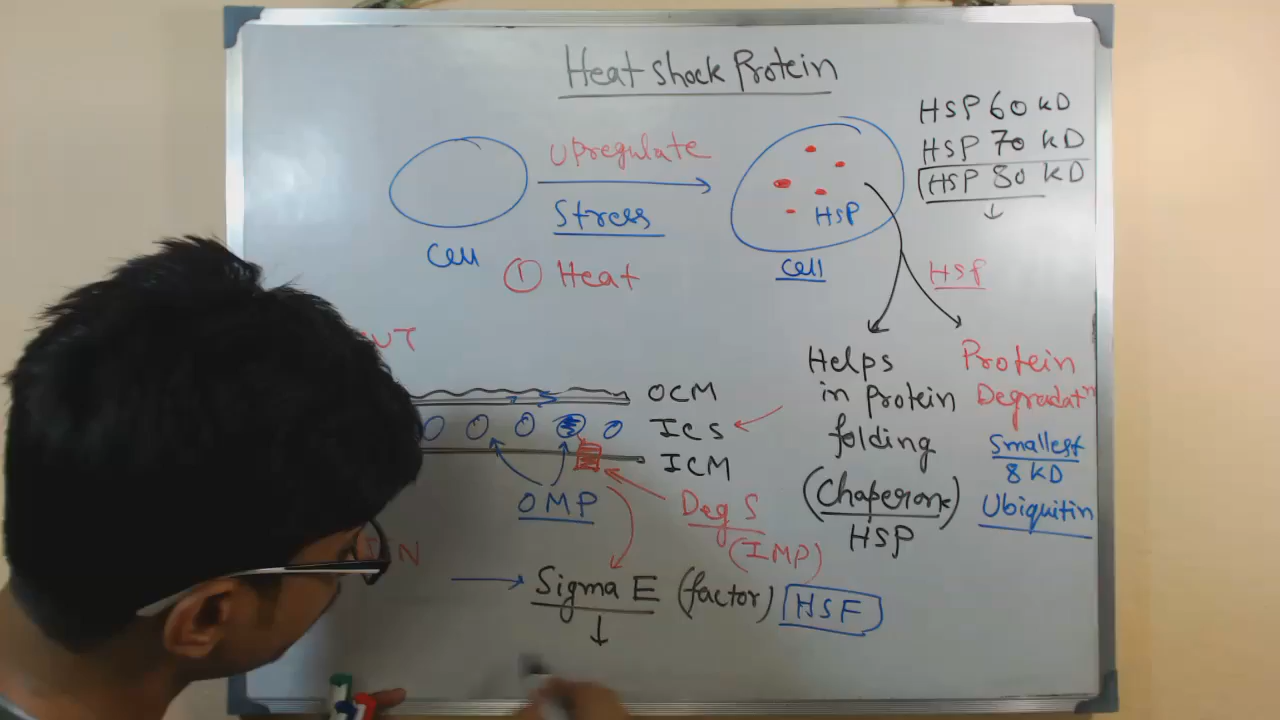 Heat Shock Protein
HSP 60 kD
HSP 70 kD
HSP 80 kD
Upregulate
Stress
① Heat
Cell
HSP
Cell
HSP
Helps
in protein
folding
(Chaperone)
HSP
Protein
Degradatⁿ
Smallest
8 kD
Ubiquitin
OCM
ICS
ICM
OMP
Deg S
(IMP)
Sigma E (factor) HSF